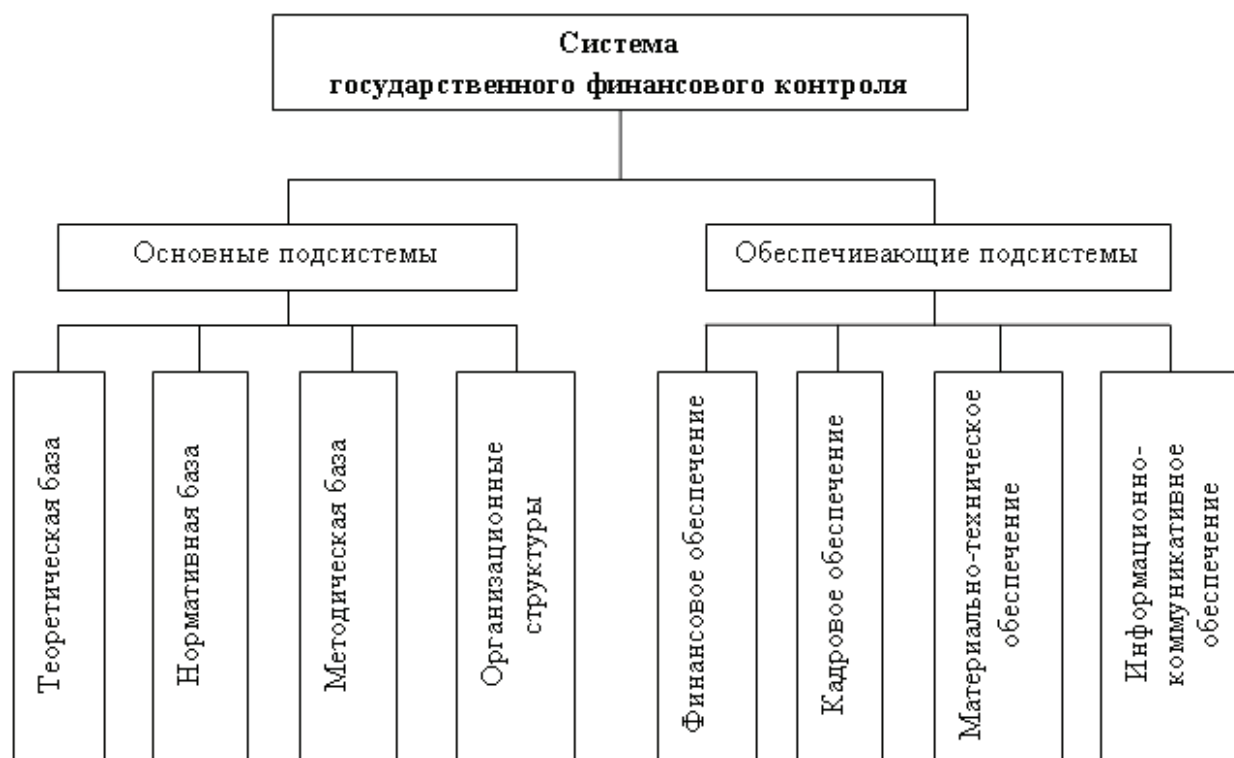 Система
государственного финансового контроля
Основные подсистемы
Обеспечивающие подсистемы
Теоретическая база
Нормативная база
Методическая база
Организационные
структуры
Финансовое обеспечение
Кадровое обеспечение
Материально-техническое
обеспечение
Информационно-
коммуникативное
обеспечение